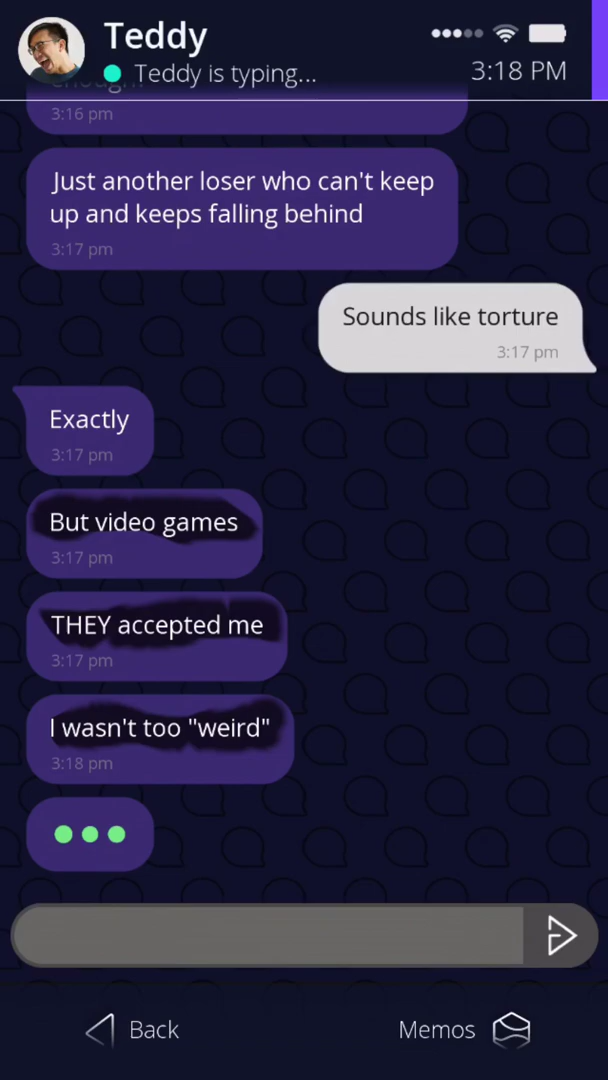 Teddy
Teddy is typing...
3:18 PM
3:16 pm
Just another loser who can't keep
up and keeps falling behind
3:17 pm
Sounds like torture
3:17 pm
Exactly
3:17 pm
But video games
3:17 pm
THEY accepted me
3:17 pm
I wasn't too "weird"
3:18 pm
Back
Memos